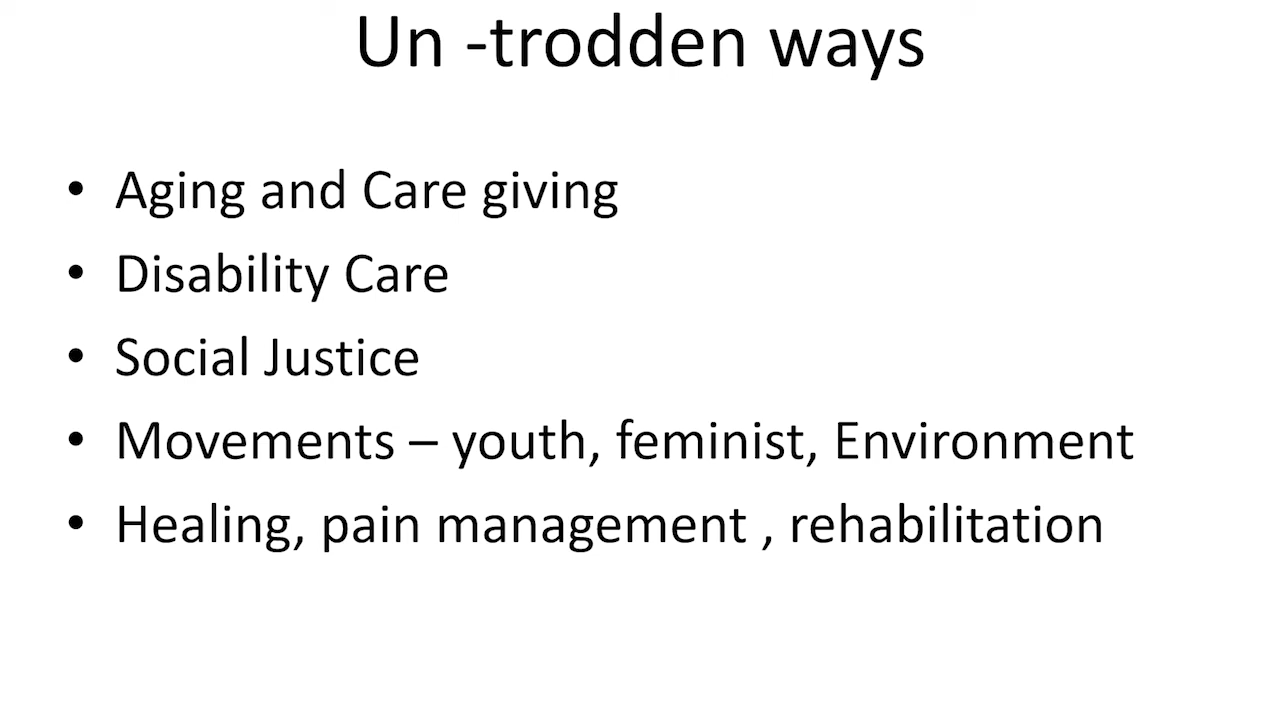 Un -trodden ways
• Aging and Care giving
• Disability Care
• Social Justice
• Movements – youth, feminist, Environment
• Healing, pain management , rehabilitation